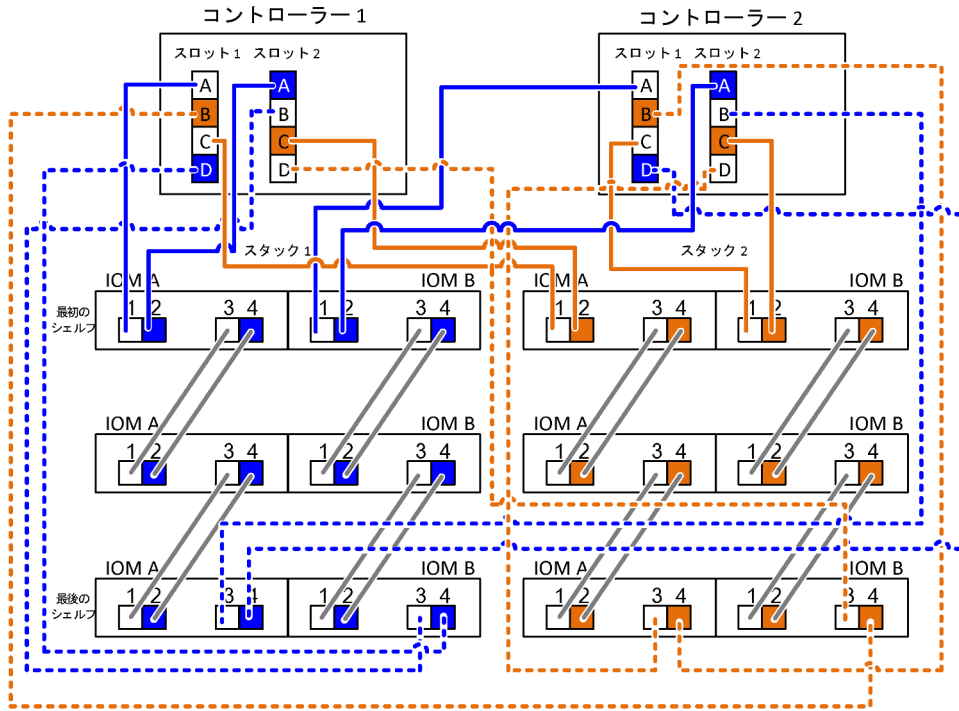 コントローラー 1 コントローラー 2
スロット 1 スロット 2 スロット 1 スロット 2
A A A A
B B B B
C C C C
D D D D
スタック 1 スタック 2
IOM A IOM B IOM A IOM B
最初の
シェルフ
1 2 3 4 1 2 3 4 1 2 3 4 1 2 3 4
IOM A IOM B IOM A IOM B
1 2 3 4 1 2 3 4 1 2 3 4 1 2 3 4
IOM A IOM B IOM A IOM B
最後の
シェルフ
1 2 3 4 1 2 3 4 1 2 3 4 1 2 3 4